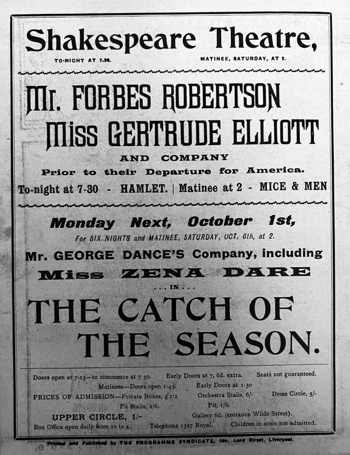 Shakespeare Theatre,
TO-NIGHT AT 7.30. MATINEE, SATURDAY, AT 2.
Mr. FORBES ROBERTSON
Miss GERTRUDE ELLIOTT
AND COMPANY
Prior to their Departure for America.
To-night at 7-30 - HAMLET. | Matinee at 2 - MICE & MEN
Monday Next, October 1st,
For SIX NIGHTS and MATINEE, SATURDAY, OCT. 6th, at 2.
Mr. GEORGE DANCE'S Company, including
Miss ZENA DARE
... IN ...
THE CATCH OF
THE SEASON.
Doors open at 7-15—to commence at 7.30. Early Doors at 7, 6d. extra. Seats not guaranteed.
Matinees—Doors open 1-45. Early Doors at 1-30
PRICES OF ADMISSION—Private Boxes, £2/2 Orchestra Stalls, 6/- Dress Circle, 5/-
Pit Stalls, 2/6. Pit, 1/6.
UPPER CIRCLE, 1/- Gallery 6d. (entrance Wilde Street).
Box Office open daily from 10 to 4. Telephone 1327 Royal. Children in arms not admitted.
Printed and Published by THE PROGRAMME SYNDICATE, Lord Street, Liverpool.